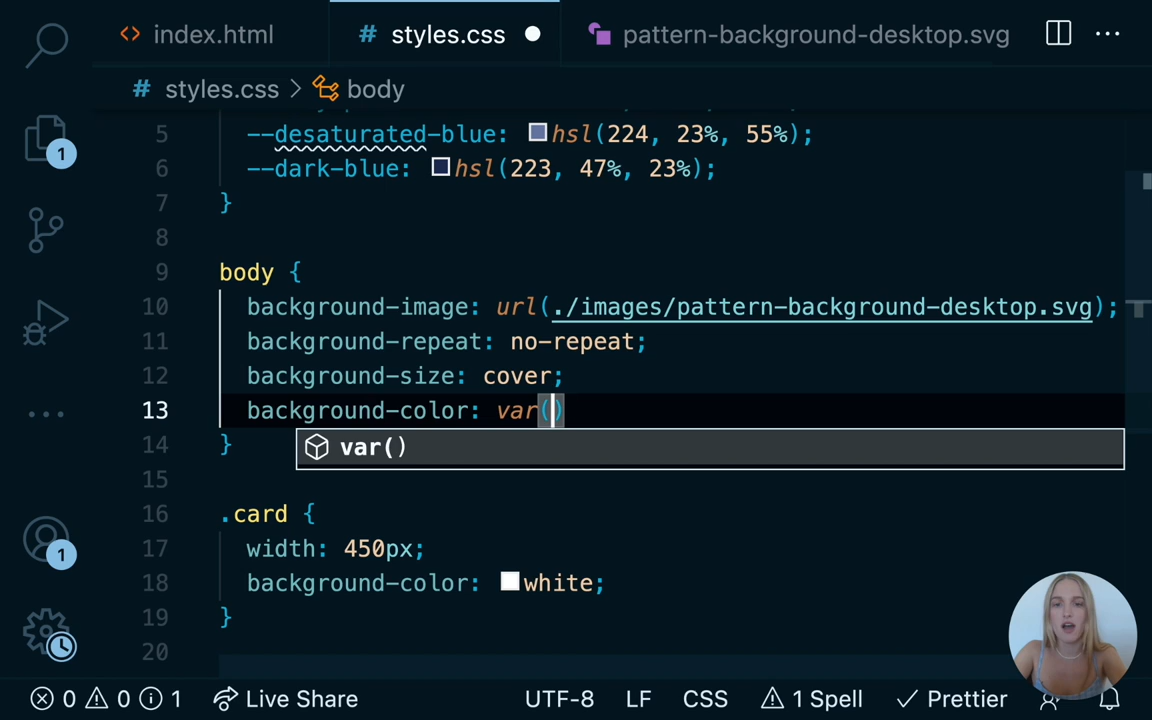 index.html
# styles.css
pattern-background-desktop.svg
# styles.css > body
5 --desaturated-blue: hsl(224, 23%, 55%);
6 --dark-blue: hsl(223, 47%, 23%);
7 }
8
9 body {
10 background-image: url(./images/pattern-background-desktop.svg);
11 background-repeat: no-repeat;
12 background-size: cover;
13 background-color: var()
var()
14 }
15
16 .card {
17 width: 450px;
18 background-color: white;
19 }
20
1
1
0 0 1 Live Share UTF-8 LF CSS 1 Spell Prettier